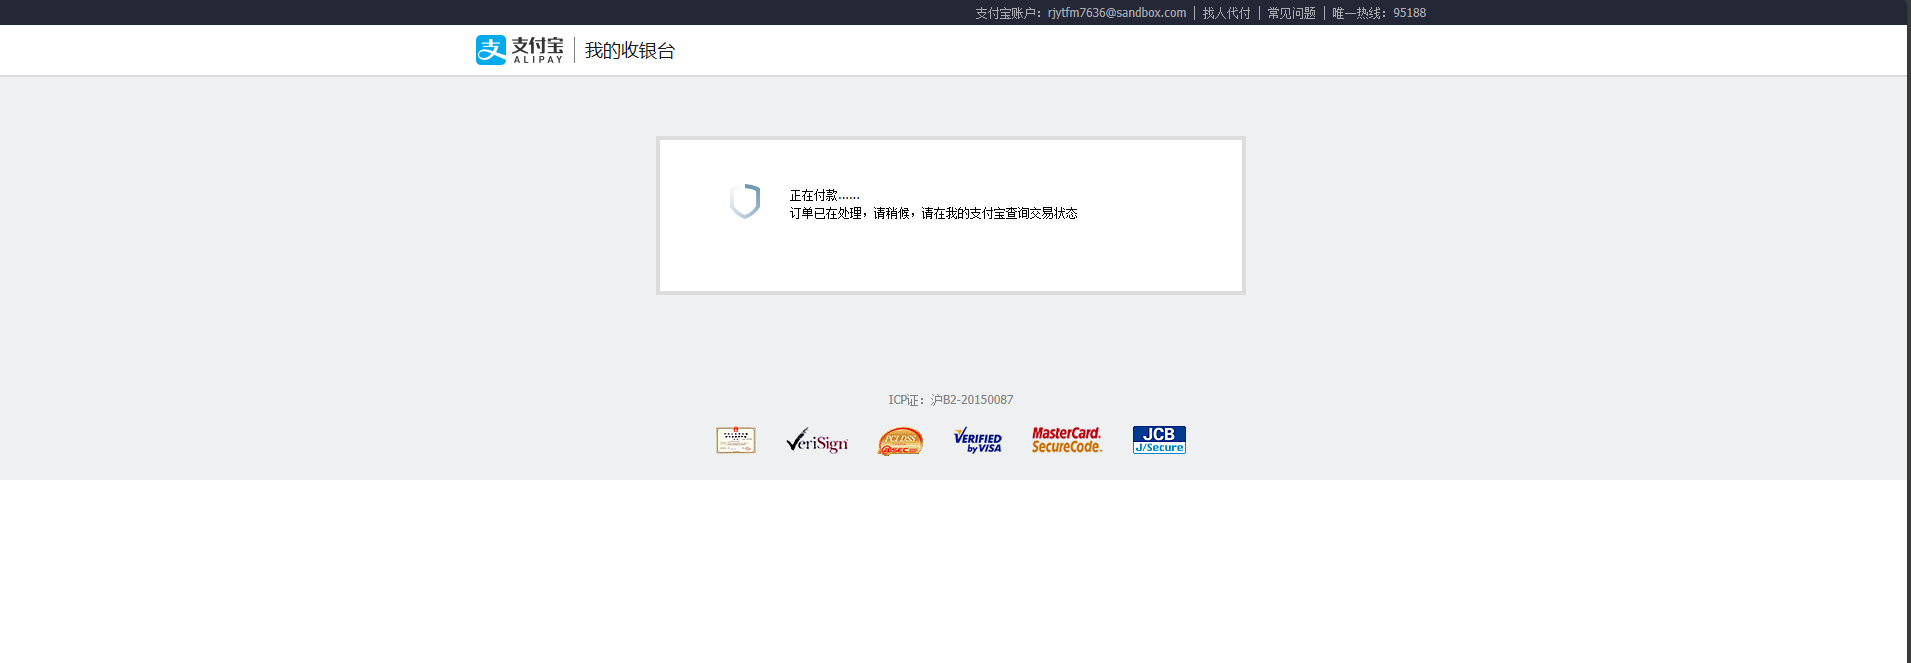 支付宝账户：rjytfm7636@sandbox.com | 找人代付 | 常见问题 | 唯一热线：95188
支付宝 ALIPAY | 我的收银台
正在付款......
订单已在处理，请稍候，请在我的支付宝查询交易状态
ICP证：沪B2-20150087
VeriSign
PCI DSS
@sec
VERIFIED
by VISA
MasterCard.
SecureCode.
JCB
J/Secure